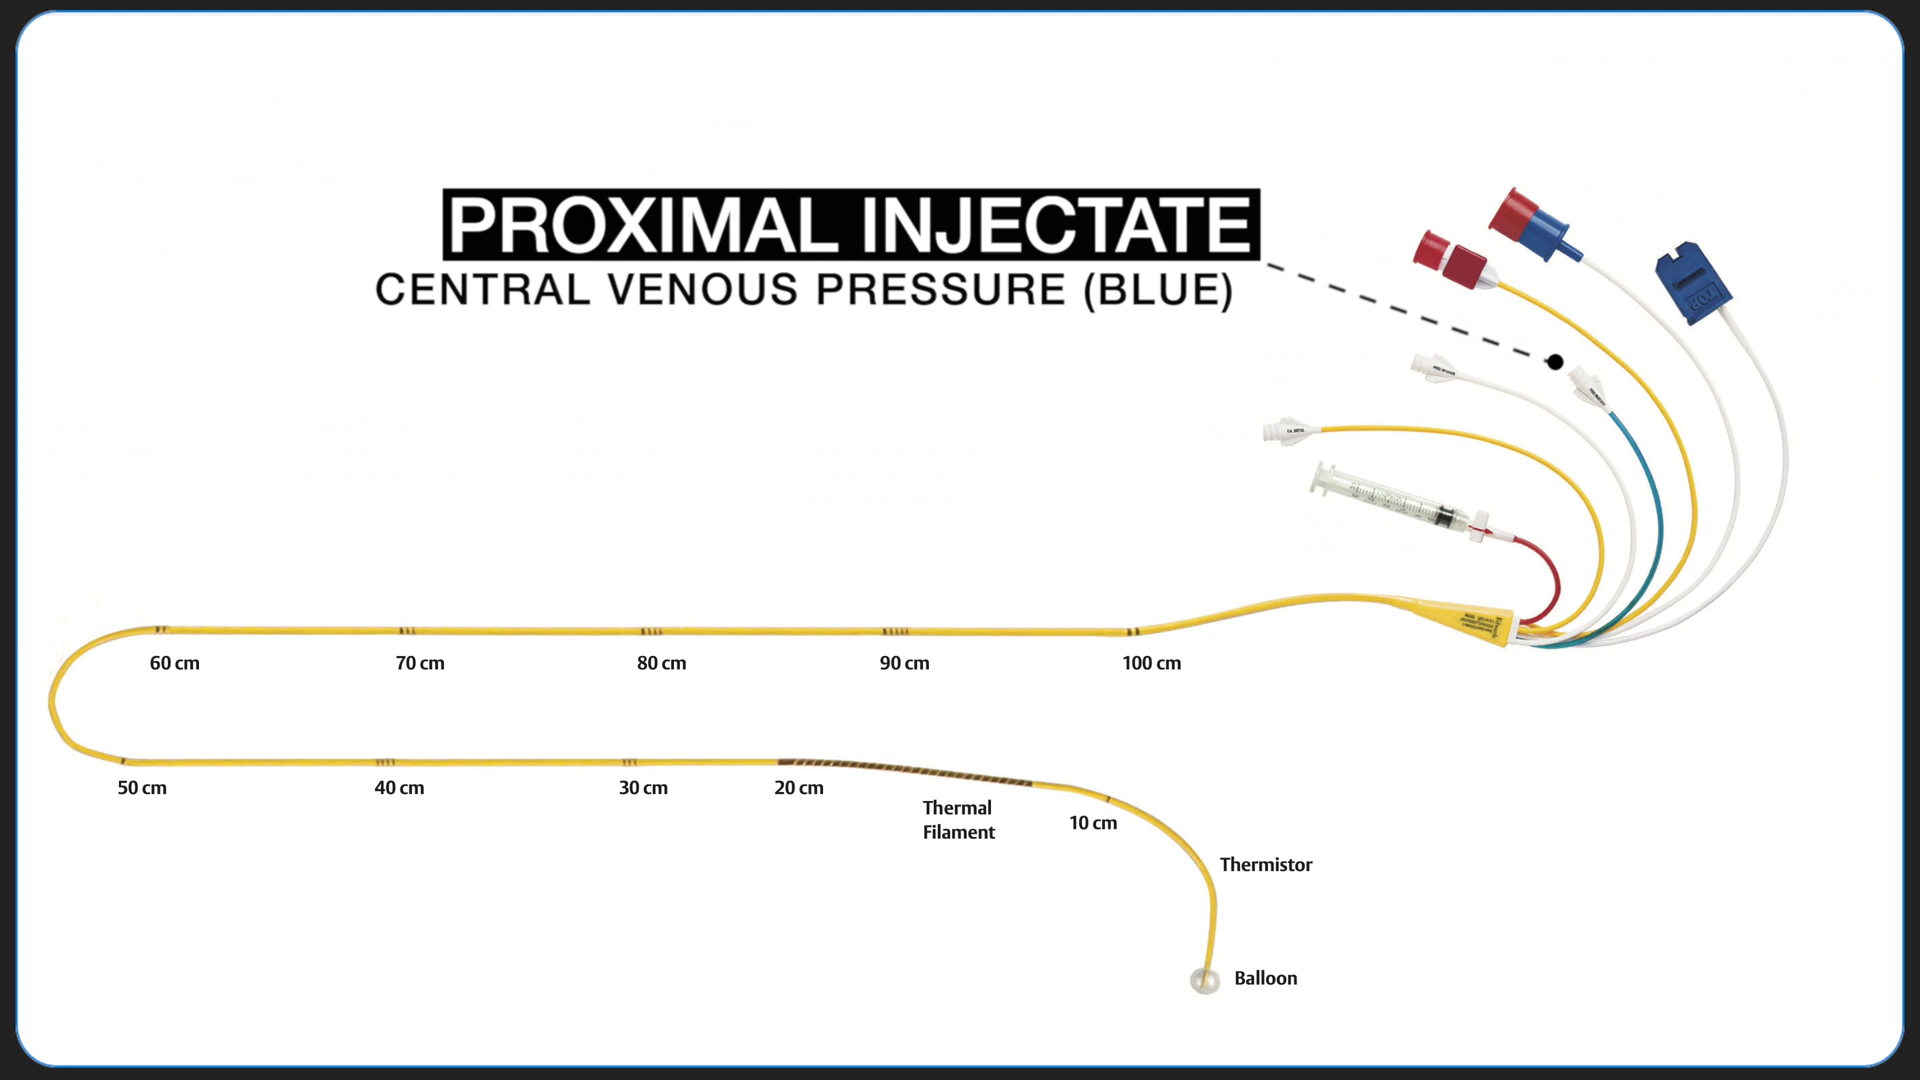 PROXIMAL INJECTATE
CENTRAL VENOUS PRESSURE (BLUE)
TOP
60 cm
70 cm
80 cm
90 cm
100 cm
50 cm
40 cm
30 cm
20 cm
Thermal
Filament
10 cm
Thermistor
Balloon